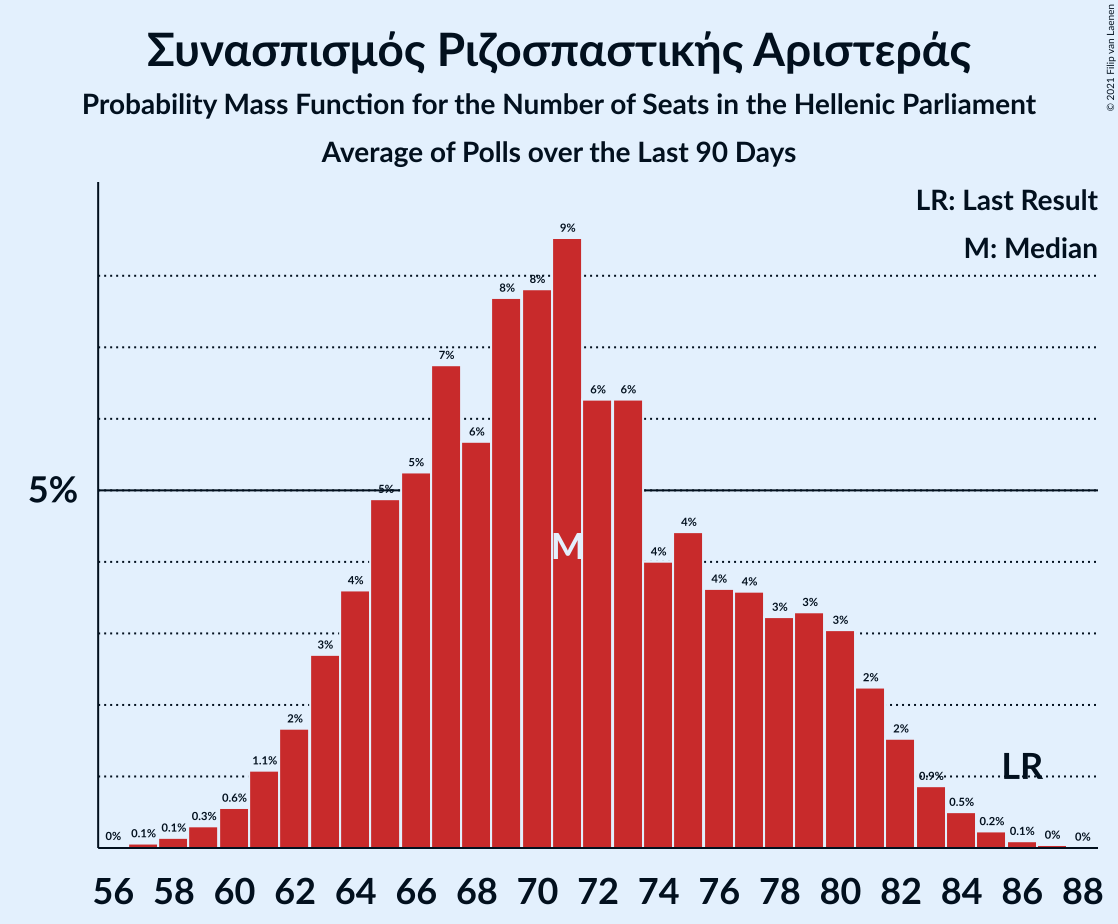 Συνασπισμός Ριζοσπαστικής Αριστεράς
Probability Mass Function for the Number of Seats in the Hellenic Parliament
Average of Polls over the Last 90 Days
© 2021 Filip van Laenen
LR: Last Result
M: Median
5%
0% 0.1% 0.1% 0.3% 0.6% 1.1% 2% 3% 4% 5% 5% 7% 6% 8% 8% 9% 6% 6% 4% 4% 4% 4% 3% 3% 3% 2% 2% 0.9% 0.5% 0.2% 0.1% 0% 0%
M
LR
56 58 60 62 64 66 68 70 72 74 76 78 80 82 84 86 88